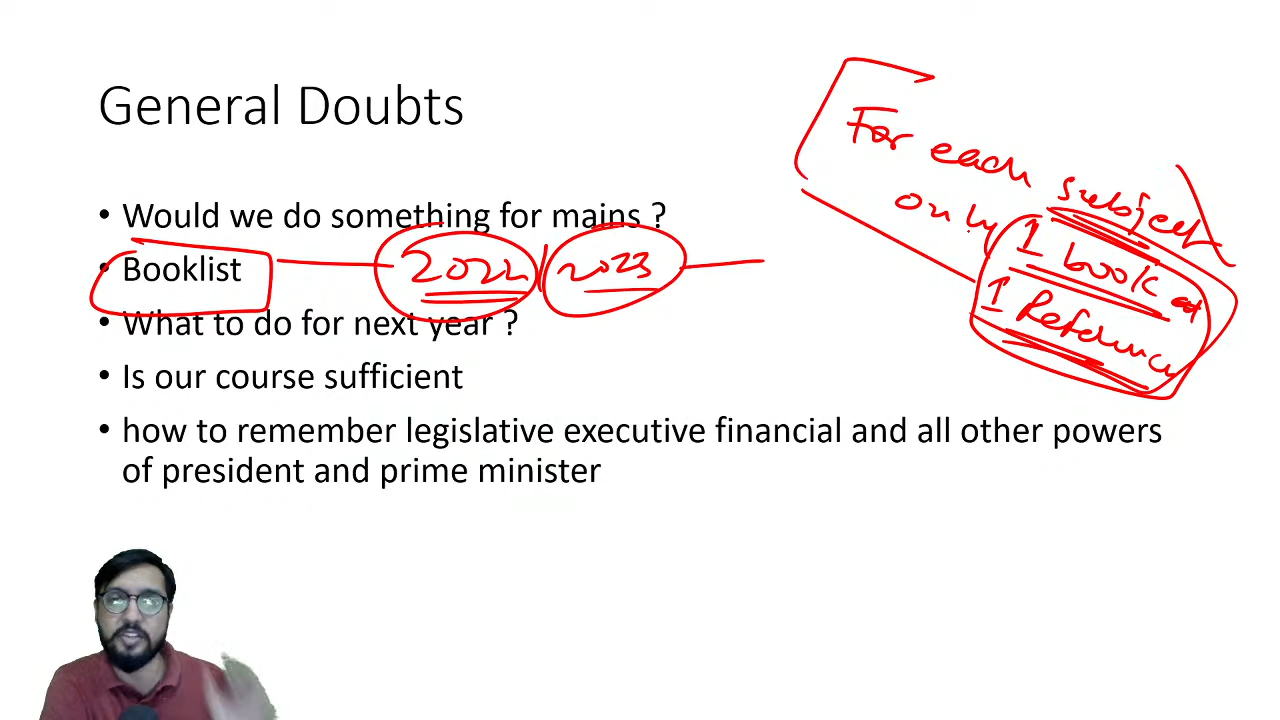 General Doubts
For each subject
only 1 book
1 Reference
• Would we do something for mains ?
• Booklist 2022 / 2023
• What to do for next year ?
• Is our course sufficient
• how to remember legislative executive financial and all other powers
of president and prime minister